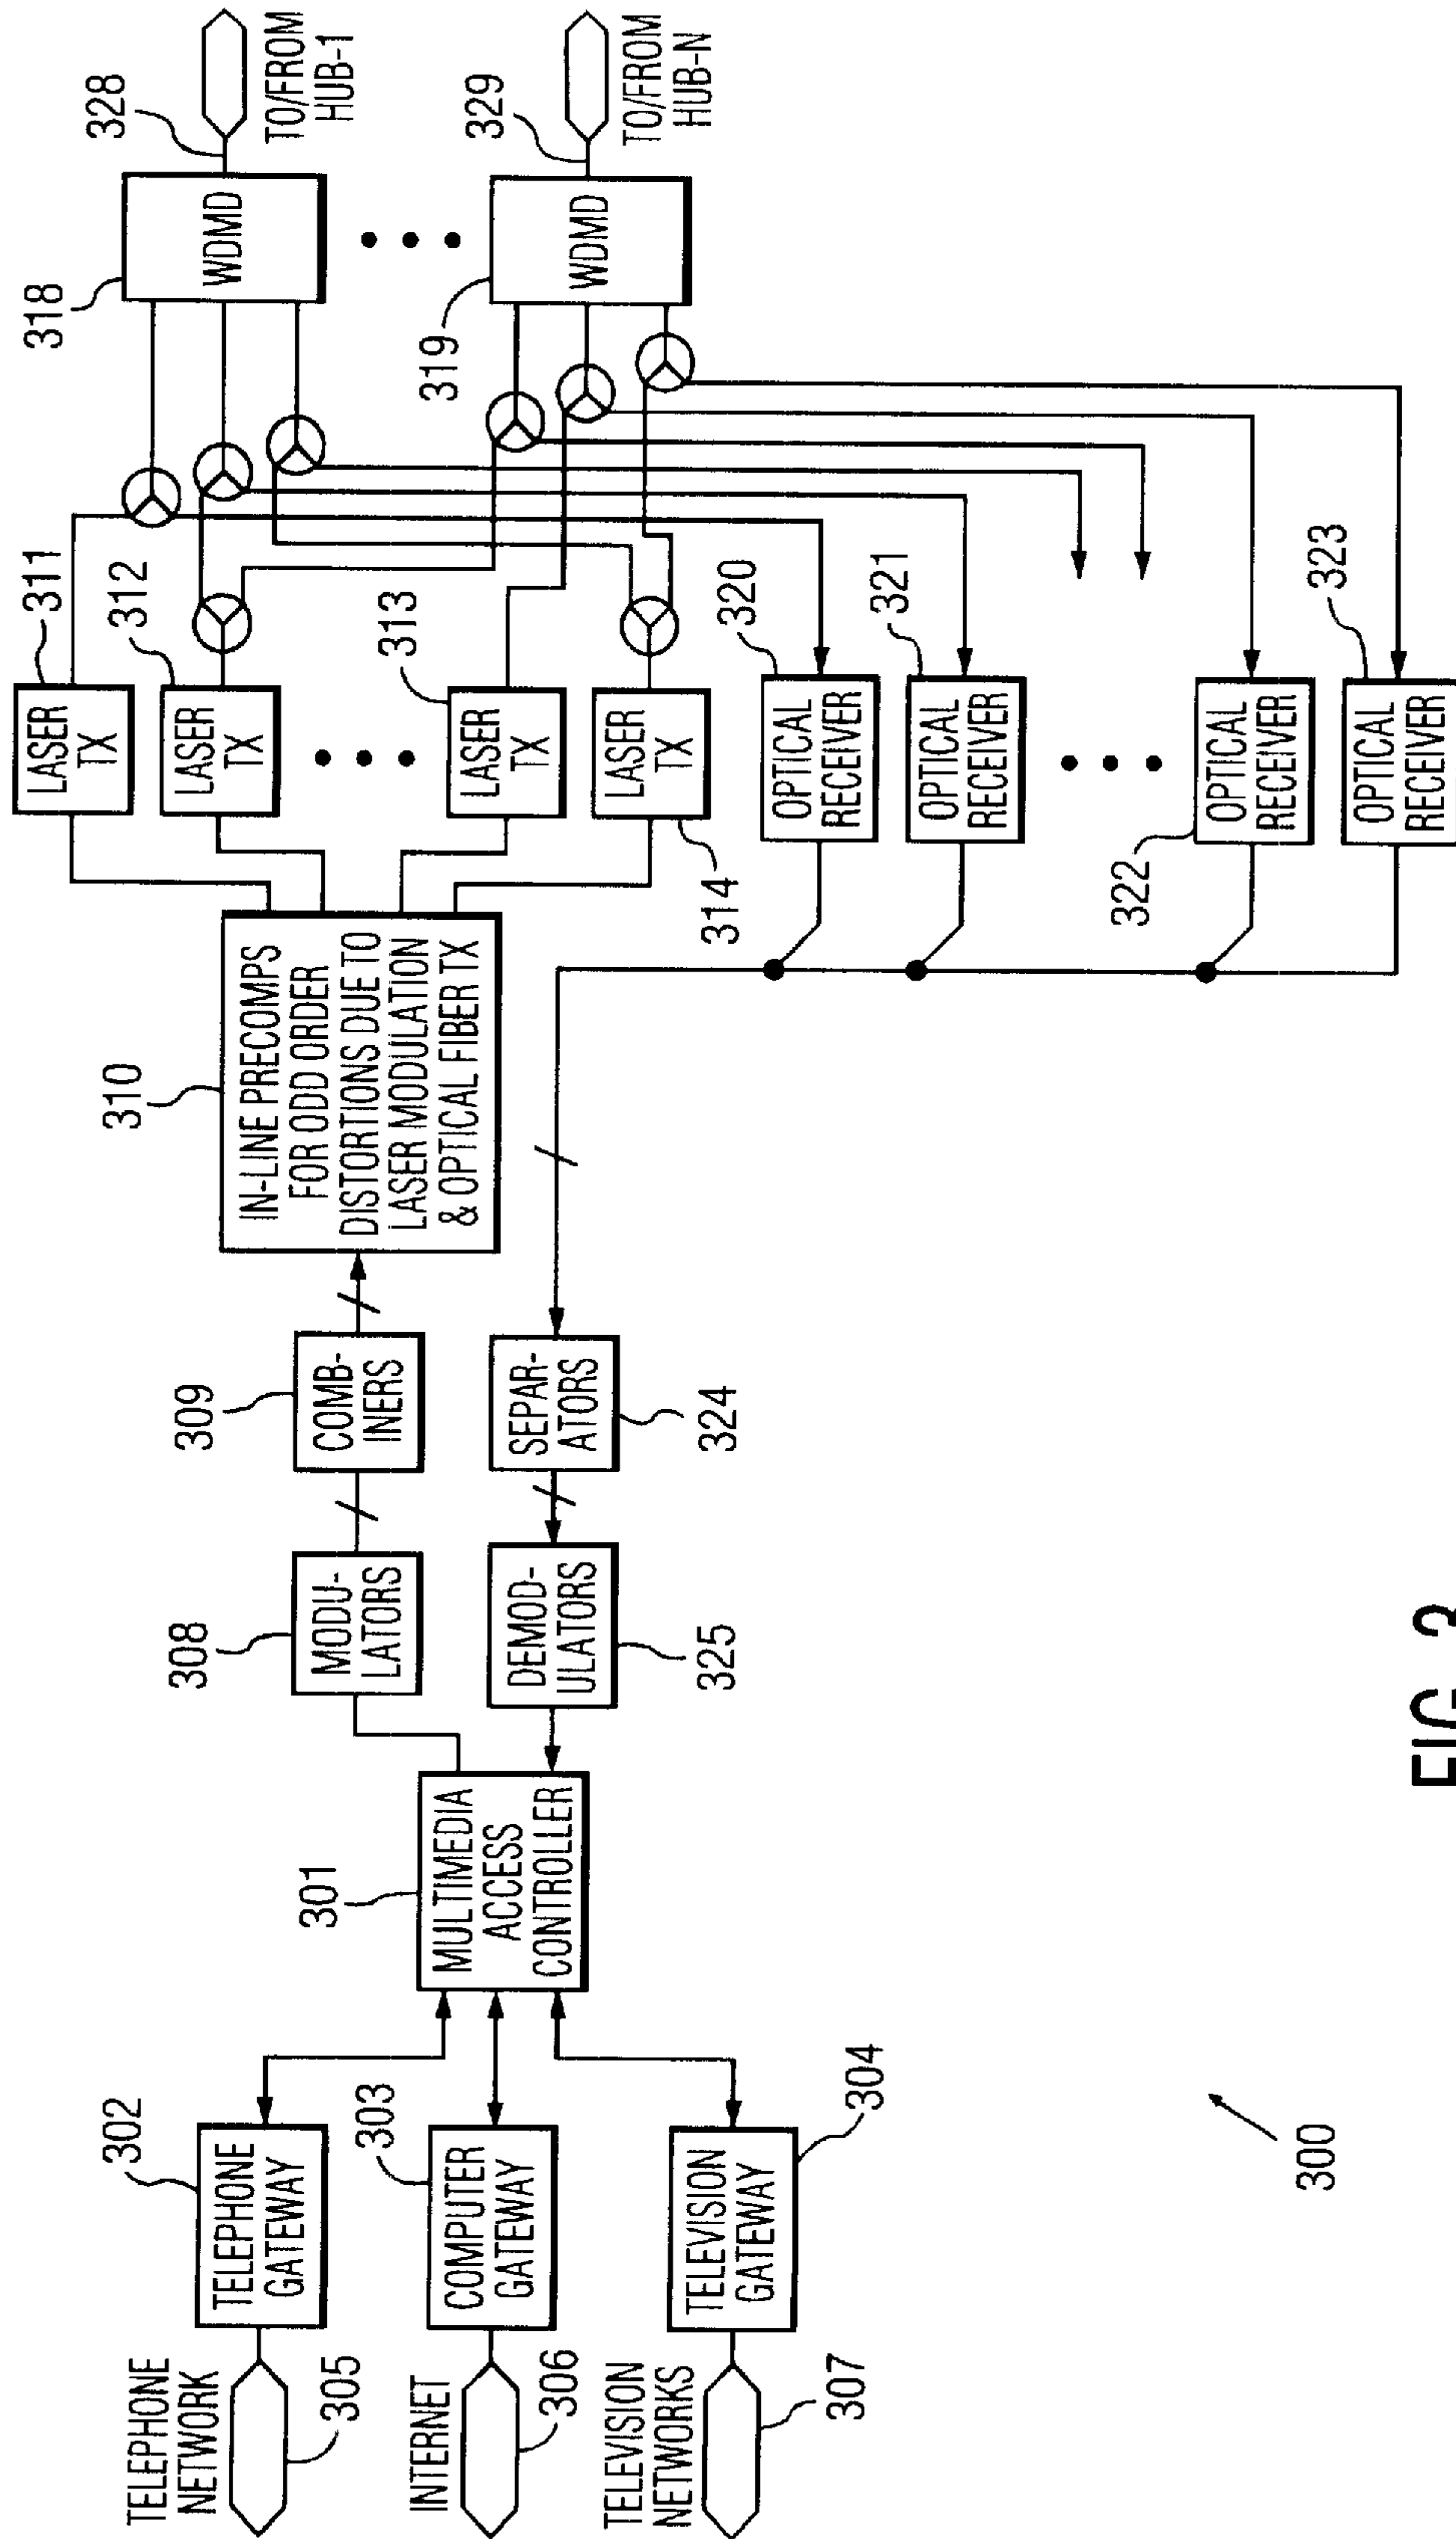 TELEPHONE
NETWORK
305
INTERNET
306
TELEVISION
NETWORKS
307
302
TELEPHONE
GATEWAY
303
COMPUTER
GATEWAY
304
TELEVISION
GATEWAY
301
MULTIMEDIA
ACCESS
CONTROLLER
308
MODU-
LATORS
309
COMB-
INERS
DEMOD-
ULATORS
325
SEPAR-
ATORS
324
310
IN-LINE PRECOMPS
FOR ODD ORDER
DISTORTIONS DUE TO
LASER MODULATION
& OPTICAL FIBER TX
LASER
TX
311
LASER
TX
312
LASER
TX
313
LASER
TX
314
OPTICAL
RECEIVER
320
OPTICAL
RECEIVER
321
OPTICAL
RECEIVER
322
OPTICAL
RECEIVER
323
318
WDMD
328
TO/FROM
HUB-1
319
WDMD
329
TO/FROM
HUB-N
300
FIG. 3